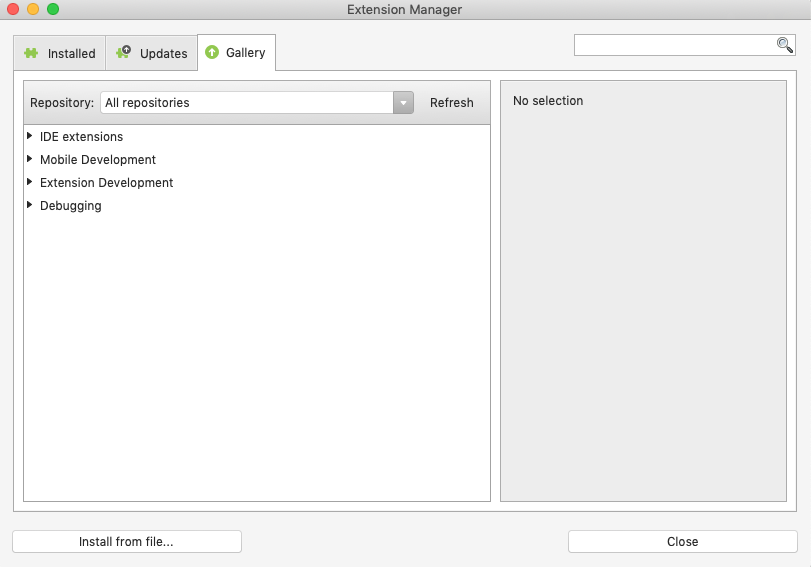 Extension Manager
Installed
Updates
Gallery
Repository:
All repositories
Refresh
No selection
IDE extensions
Mobile Development
Extension Development
Debugging
Install from file...
Close